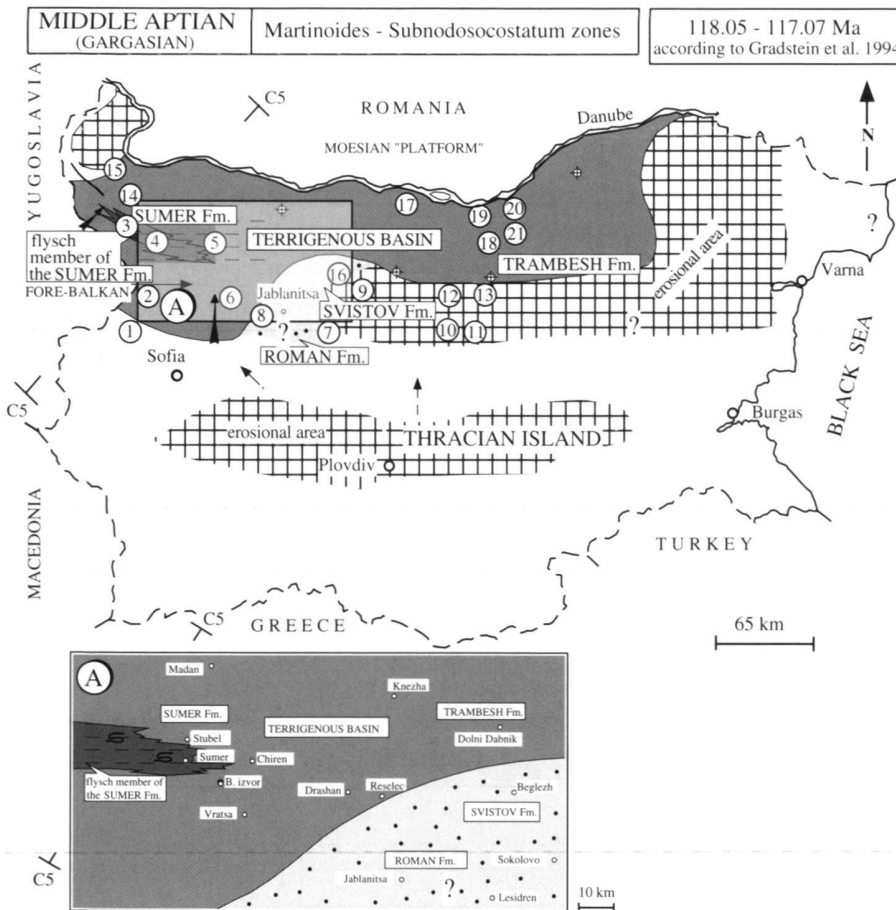 MIDDLE APTIAN
(GARGASIAN)
Martinoides - Subnodosocostatum zones
118.05 - 117.07 Ma
according to Gradstein et al. 1994
YUGOSLAVIA
C5
ROMANIA
Danube
MOESIAN "PLATFORM"
N
15
14
17
19
20
3
SUMER Fm.
4
5
TERRIGENOUS BASIN
18
21
?
flysch
member of
the SUMER Fm.
TRAMBESH Fm.
erosional area
Varna
FORE-BALKAN
16
9
12
13
2
A
6
Jablanitsa
SVISTOV Fm.
8
?
7
10
11
?
1
ROMAN Fm.
Sofia
BLACK SEA
C5
Burgas
erosional area
THRACIAN ISLAND
Plovdiv
MACEDONIA
TURKEY
C5
GREECE
65 km
A
Madan
Knezha
SUMER Fm.
TRAMBESH Fm.
Stubel
TERRIGENOUS BASIN
Dolni Dabnik
Sumer
Chiren
flysch member of
the SUMER Fm.
B. izvor
Drashan
Reselec
Beglezh
Vratsa
SVISTOV Fm.
C5
ROMAN Fm.
Sokolovo
Jablanitsa
?
Lesidren
10 km